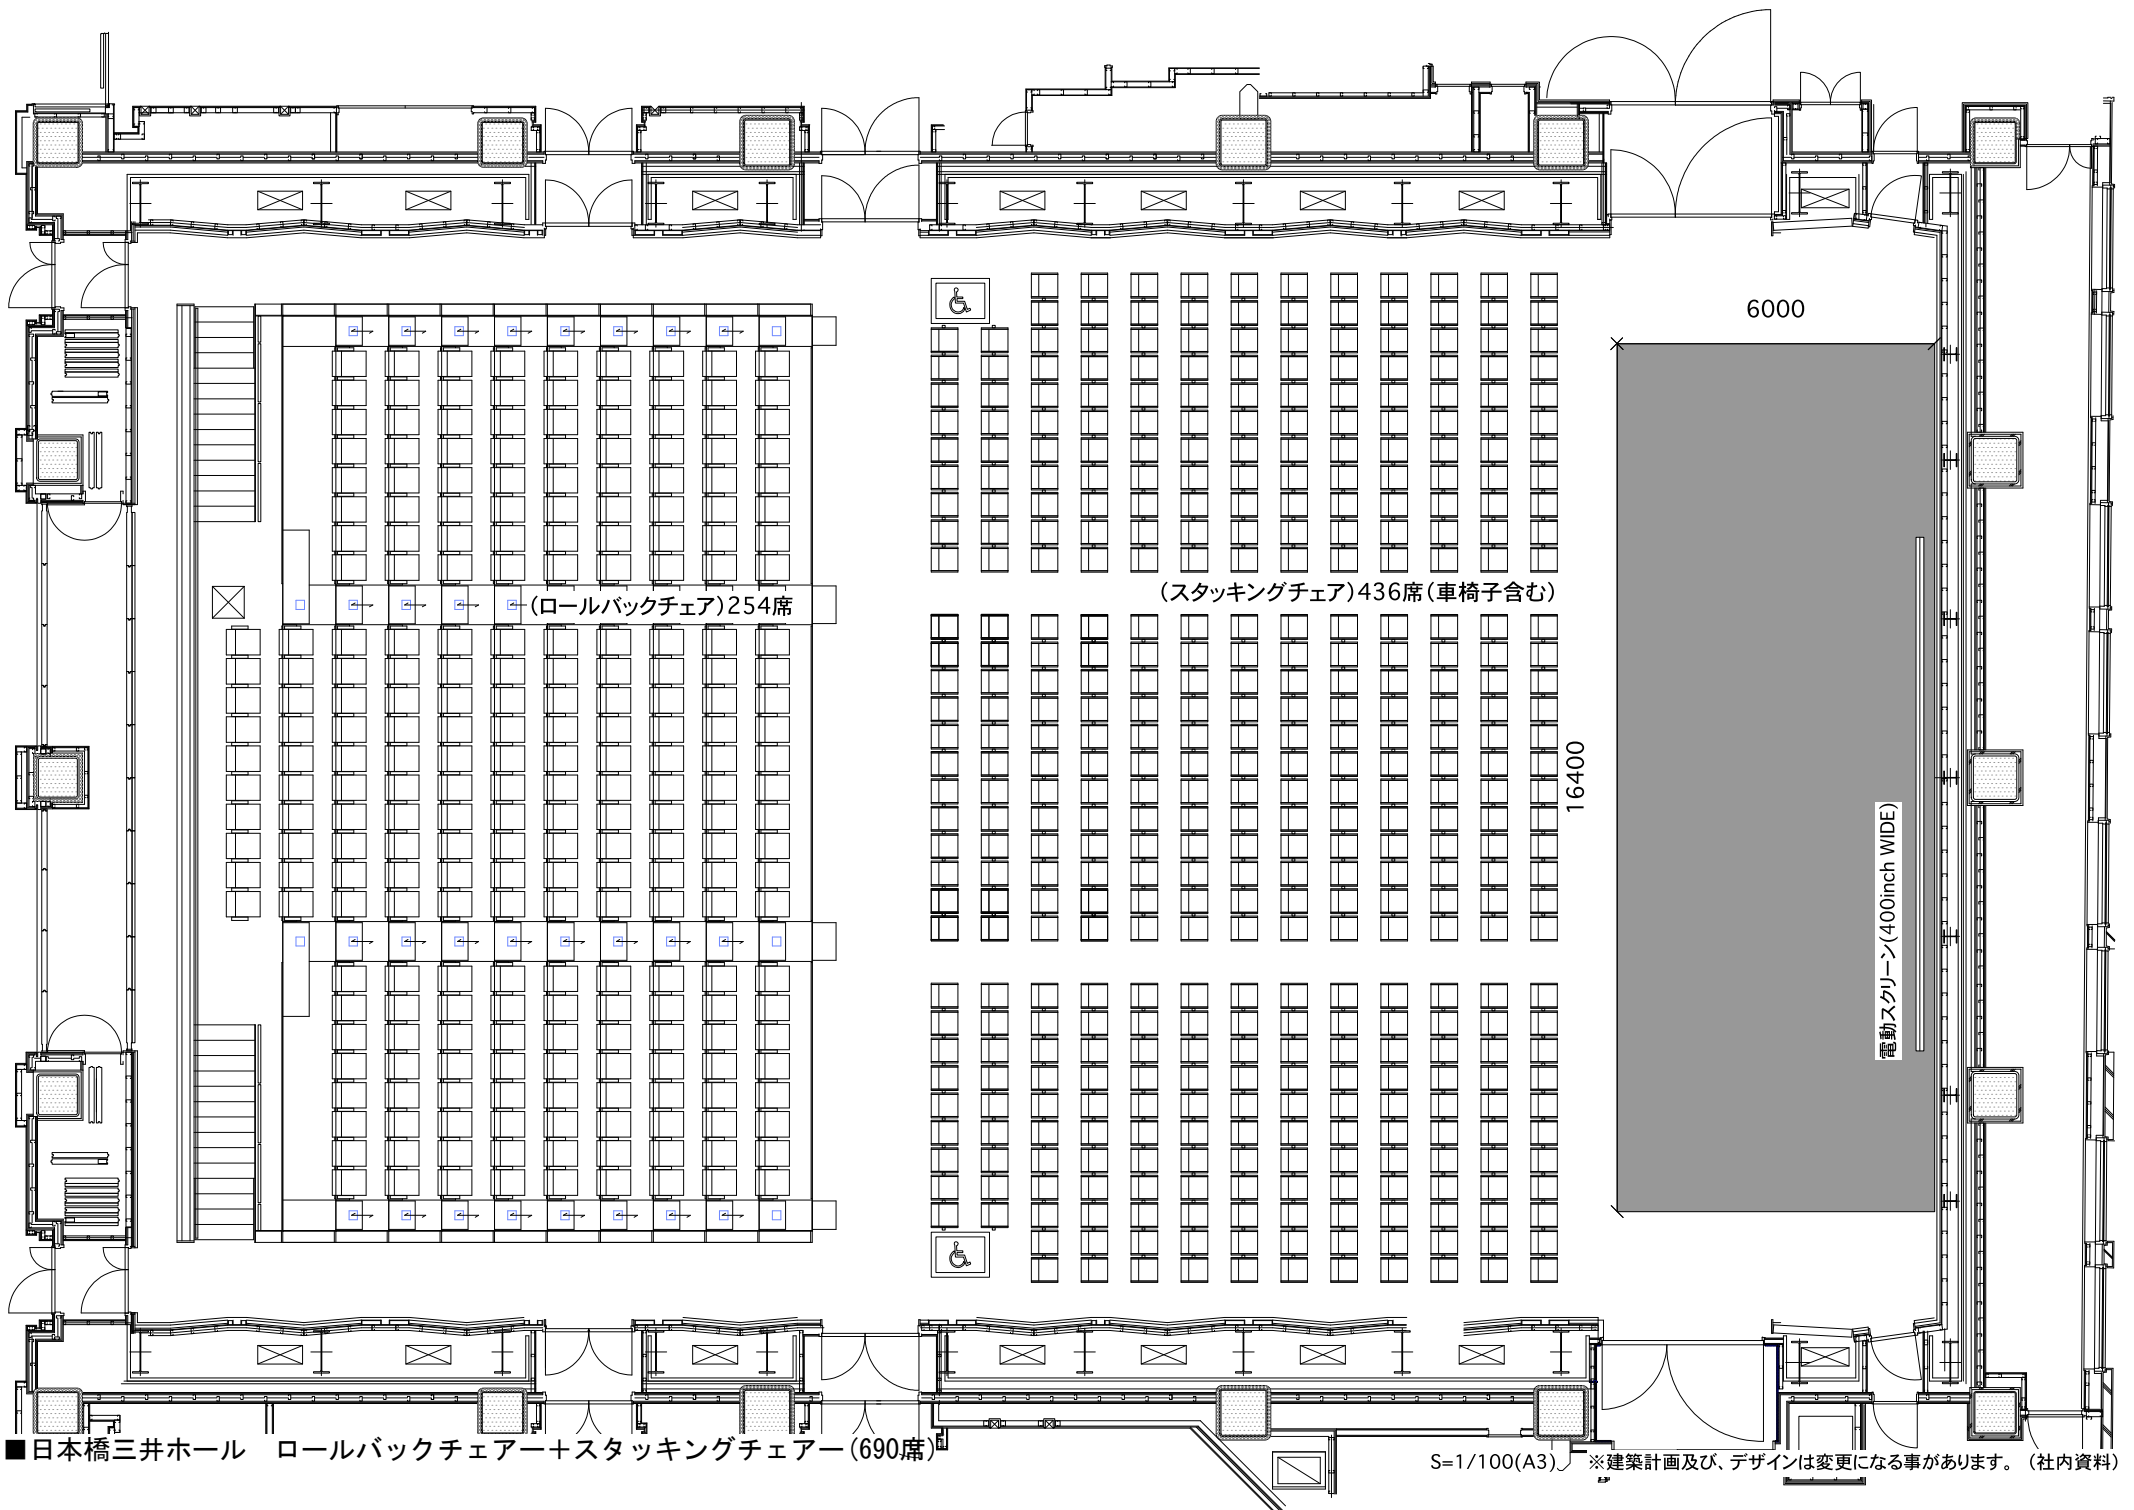 6000
(スタッキングチェア)436席(車椅子含む)
(ロールバックチェア)254席
16400
電動スクリーン(400inch WIDE)
■日本橋三井ホール　ロールバックチェアー＋スタッキングチェアー(690席)
S=1/100(A3)　※建築計画及び、デザインは変更になる事があります。（社内資料）